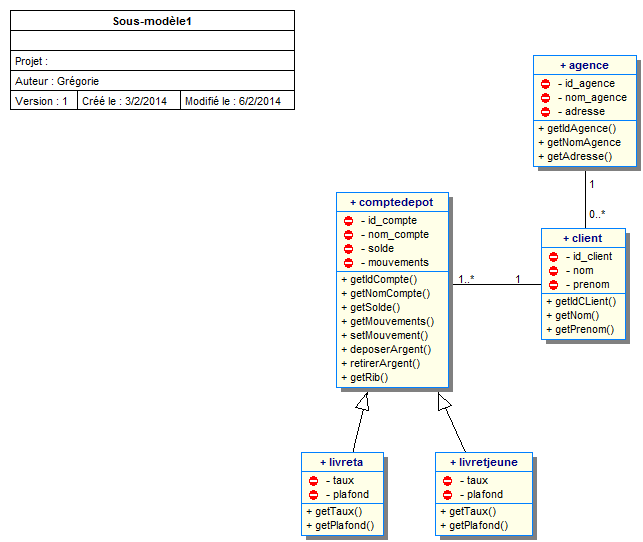 Sous-modèle1
Projet :
Auteur : Grégorie
Version : 1 Créé le : 3/2/2014 Modifié le : 6/2/2014
+ agence
- id_agence
- nom_agence
- adresse
+ getIdAgence()
+ getNomAgence
+ getAdresse()
1
0..*
+ comptedepot
- id_compte
- nom_compte
- solde
- mouvements
+ getIdCompte()
+ getNomCompte()
+ getSolde()
+ getMouvements()
+ setMouvement()
+ deposerArgent()
+ retirerArgent()
+ getRib()
1..* 1
+ client
- id_client
- nom
- prenom
+ getIdCLient()
+ getNom()
+ getPrenom()
+ livreta
- taux
- plafond
+ getTaux()
+ getPlafond()
+ livretjeune
- taux
- plafond
+ getTaux()
+ getPlafond()